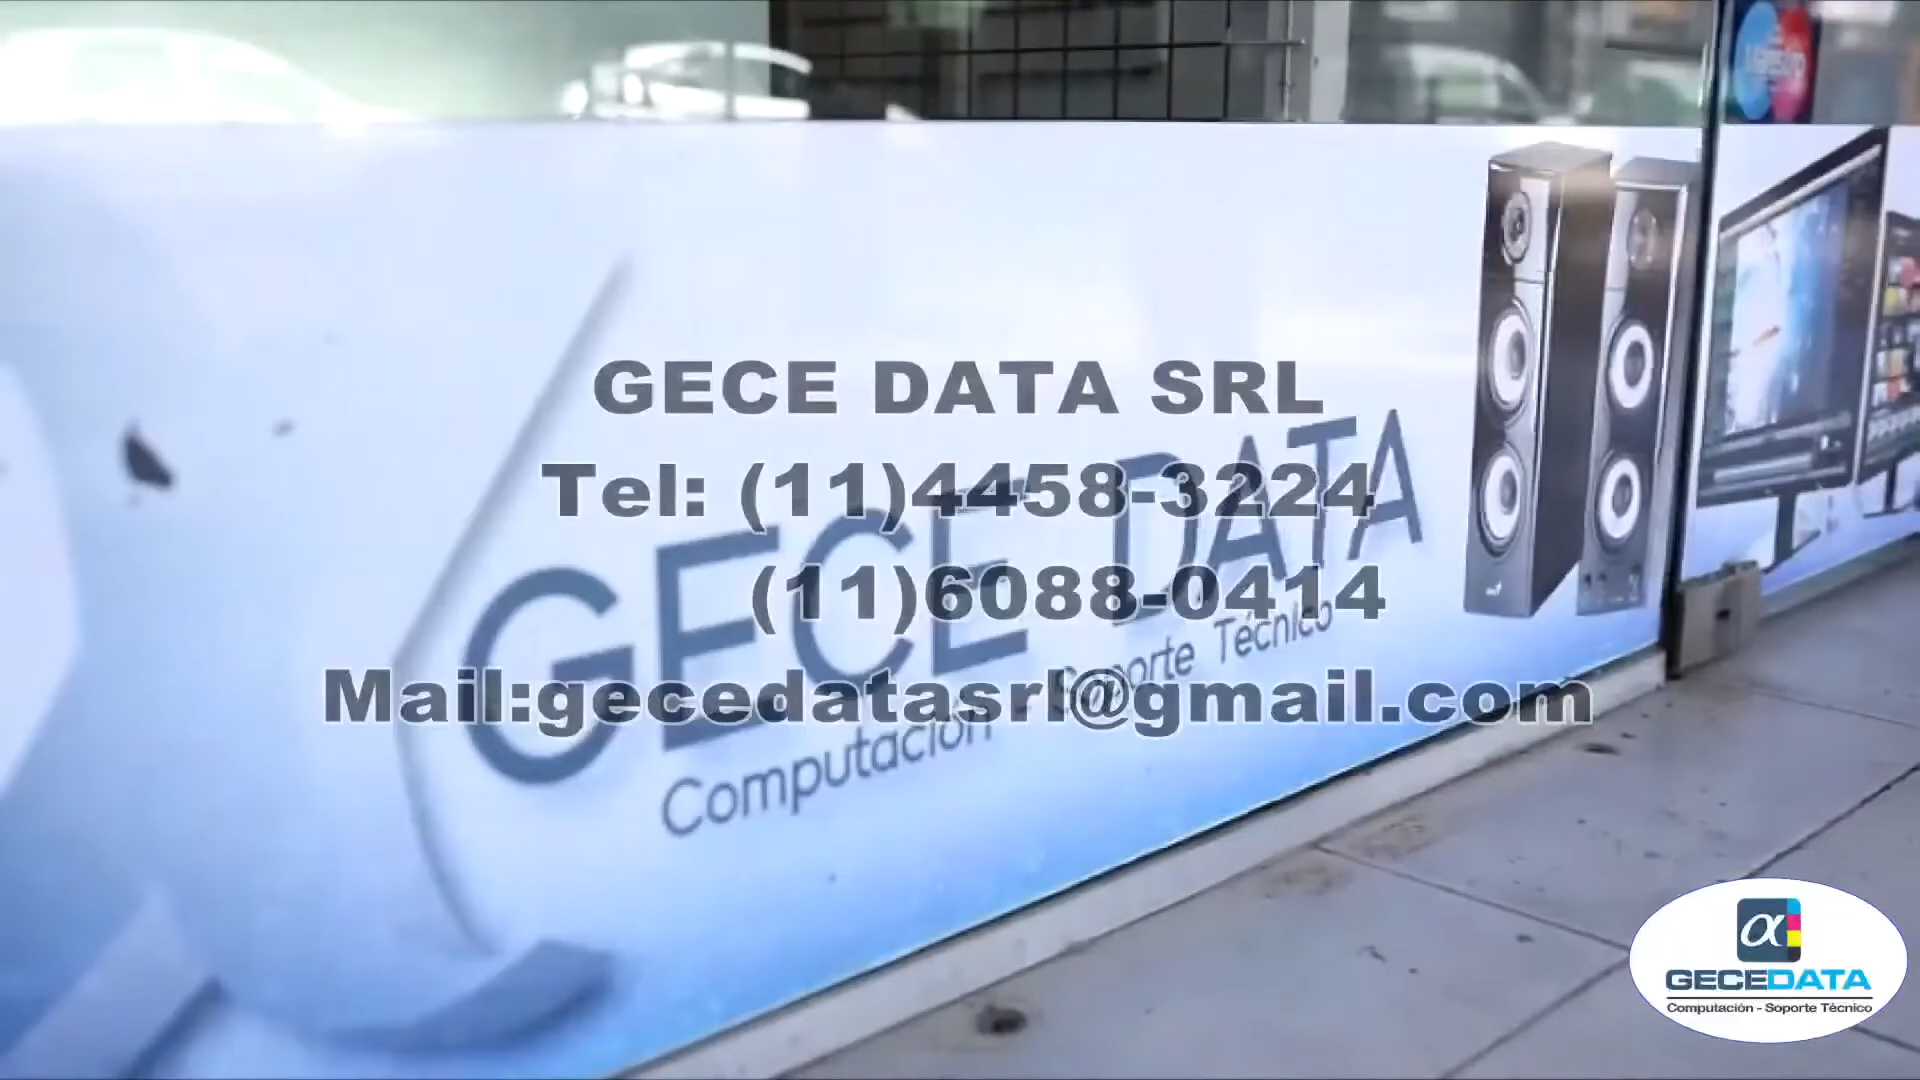 Maestro
GECE DATA SRL
Tel: (11)4458-3224
(11)6088-0414
Mail:gecedatasrl@gmail.com
GECE DATA
Computación - Soporte Técnico
α
GECEDATA
Computación - Soporte Técnico